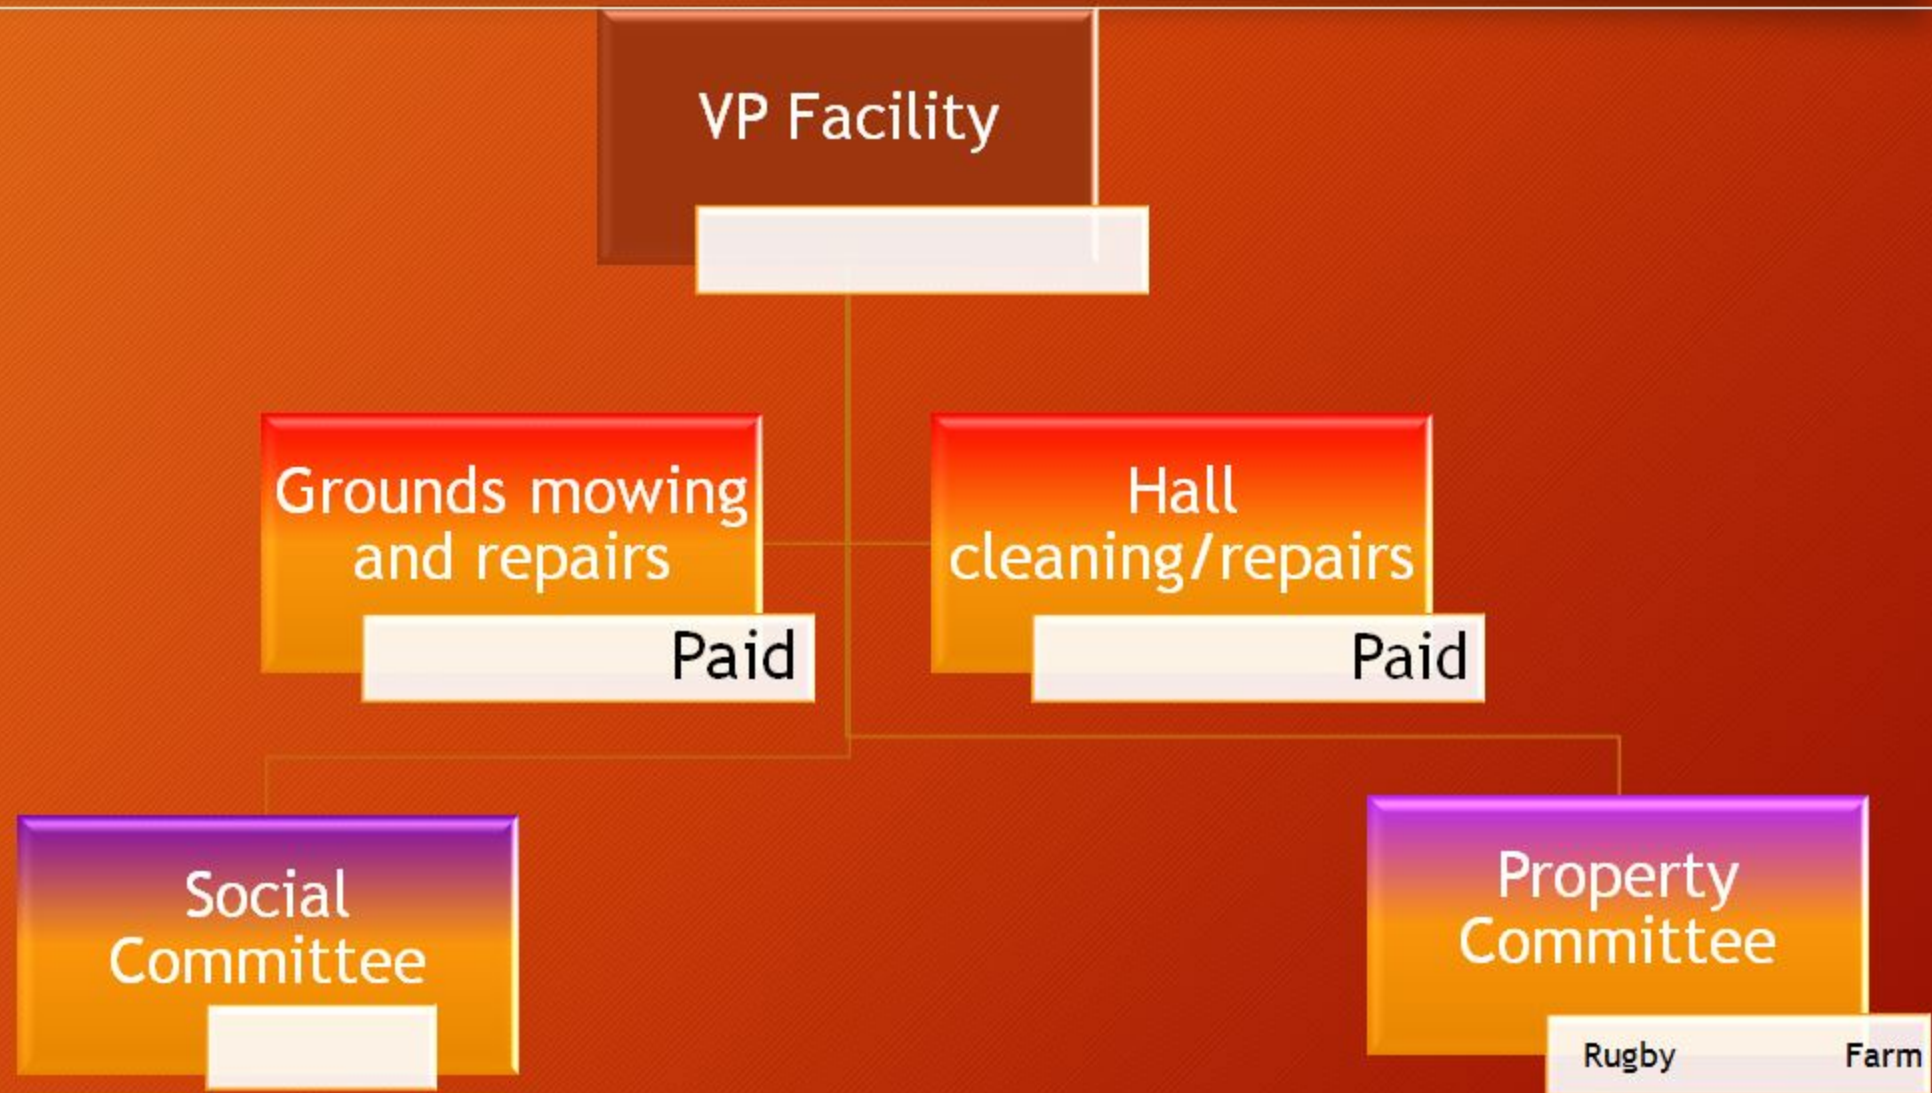 VP Facility
Grounds mowing
and repairs
Paid
Hall
cleaning/repairs
Paid
Social
Committee
Property
Committee
Rugby Farm